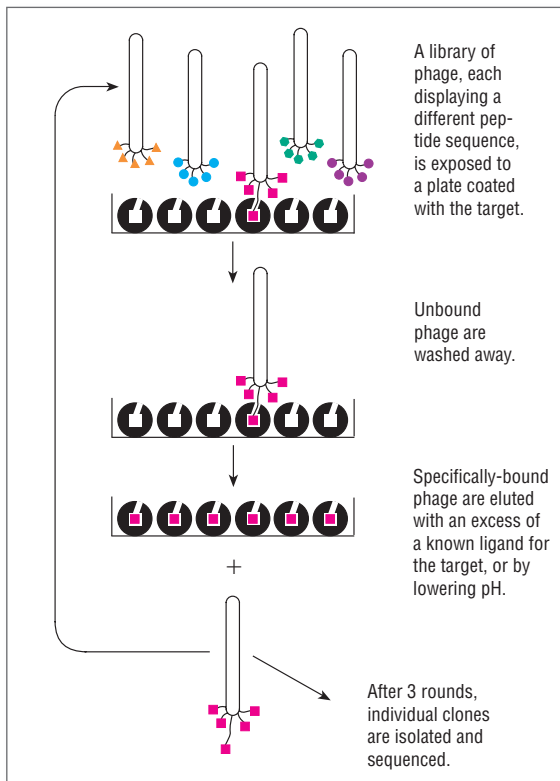 A library of
phage, each
displaying a
different pep-
tide sequence,
is exposed to
a plate coated
with the target.
Unbound
phage are
washed away.
Specifically-bound
phage are eluted
with an excess of
a known ligand for
the target, or by
lowering pH.
+
After 3 rounds,
individual clones
are isolated and
sequenced.